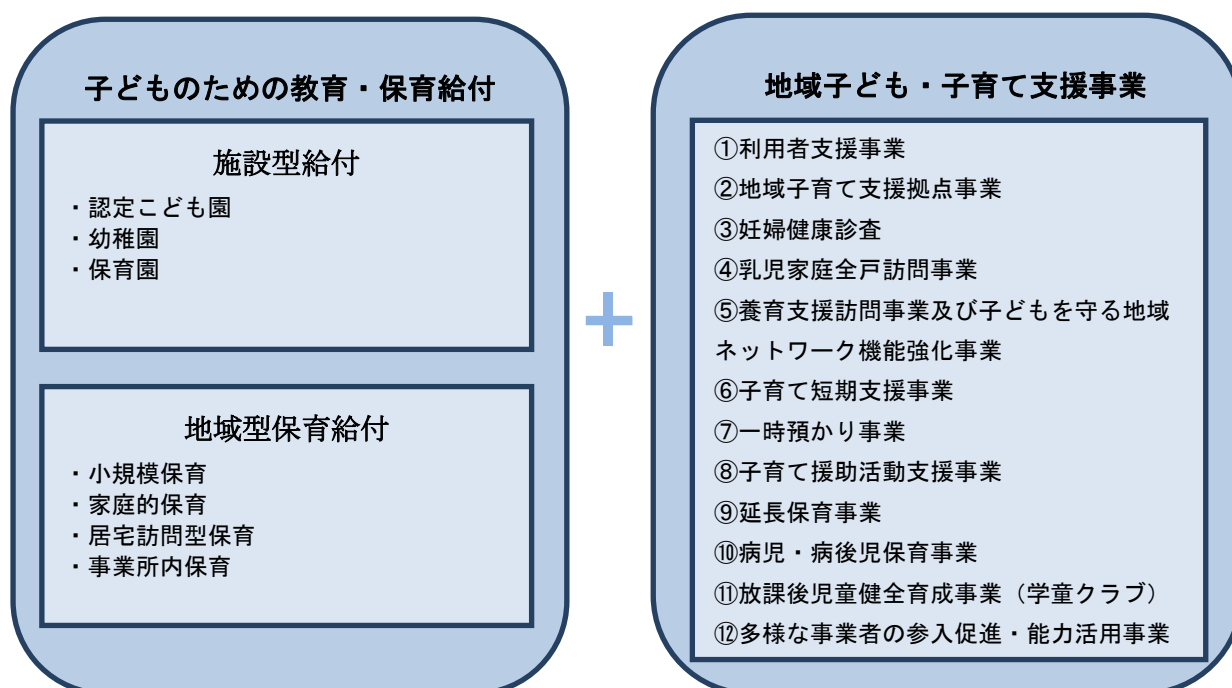 子どものための教育・保育給付
施設型給付
・認定こども園
・幼稚園
・保育園
地域型保育給付
・小規模保育
・家庭的保育
・居宅訪問型保育
・事業所内保育
+
地域子ども・子育て支援事業
①利用者支援事業
②地域子育て支援拠点事業
③妊婦健康診査
④乳児家庭全戸訪問事業
⑤養育支援訪問事業及び子どもを守る地域
ネットワーク機能強化事業
⑥子育て短期支援事業
⑦一時預かり事業
⑧子育て援助活動支援事業
⑨延長保育事業
⑩病児・病後児保育事業
⑪放課後児童健全育成事業（学童クラブ）
⑫多様な事業者の参入促進・能力活用事業